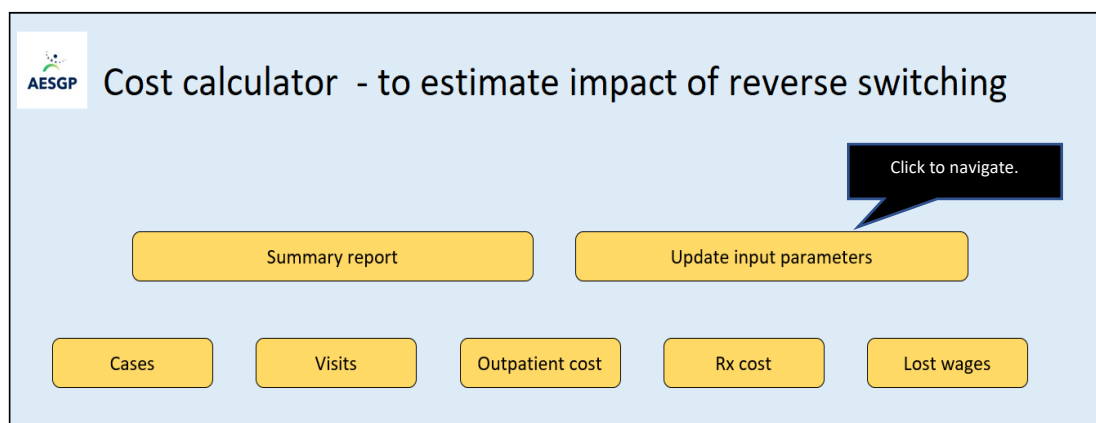 AESGP
Cost calculator - to estimate impact of reverse switching
Click to navigate.
Summary report
Update input parameters
Cases
Visits
Outpatient cost
Rx cost
Lost wages